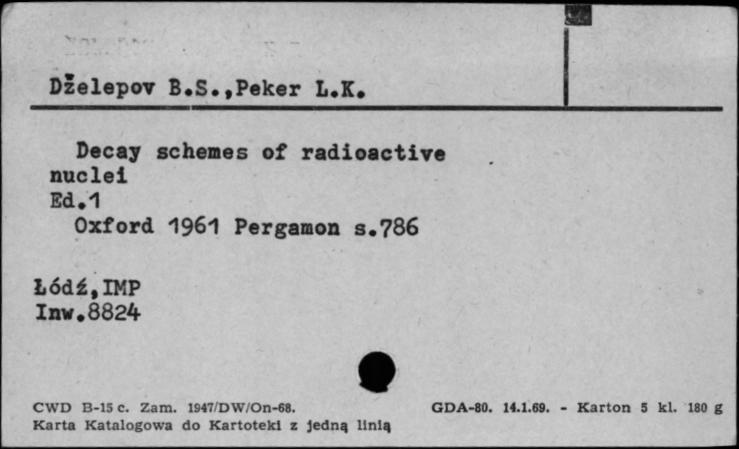 Dželepov B.S.,Peker L.K.
Decay schemes of radioactive
nuclei
Ed.1
Oxford 1961 Pergamon s.786
Łódź,IMP
Inw.8824
CWD B-15 c. Zam. 1947/DW/On-68.
GDA-80. 14.1.69. - Karton 5 kl. 180 g
Karta Katalogowa do Kartoteki z jedną linią